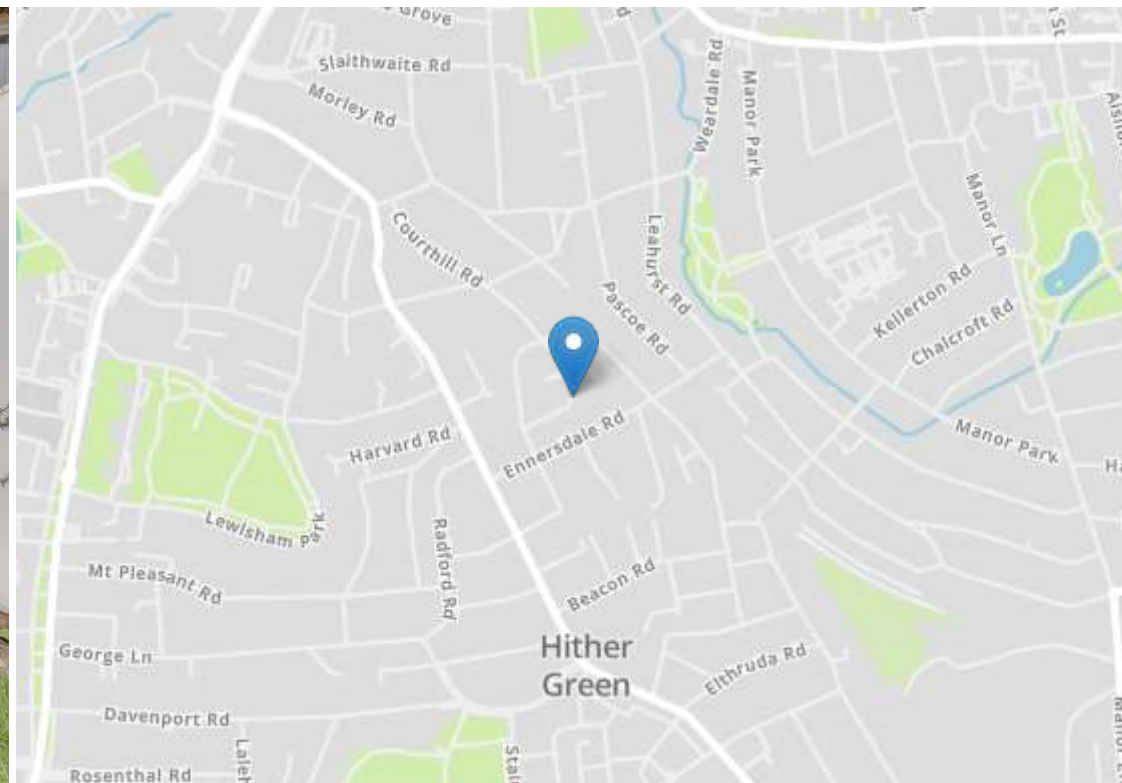 Grove
Slaithwaite Rd
Morley Rd
Weardale Rd
Manor Park
Manor Ln
Courthill Rd
Leahurst Rd
Pascoe Rd
Kellerton Rd
Chalcroft Rd
Harvard Rd
Ennersdale Rd
Manor Park
Lewisham Park
Radford Rd
Mt Pleasant Rd
Beacon Rd
Hither
Green
George Ln
Elthruda Rd
Davenport Rd
Rosenthal Rd